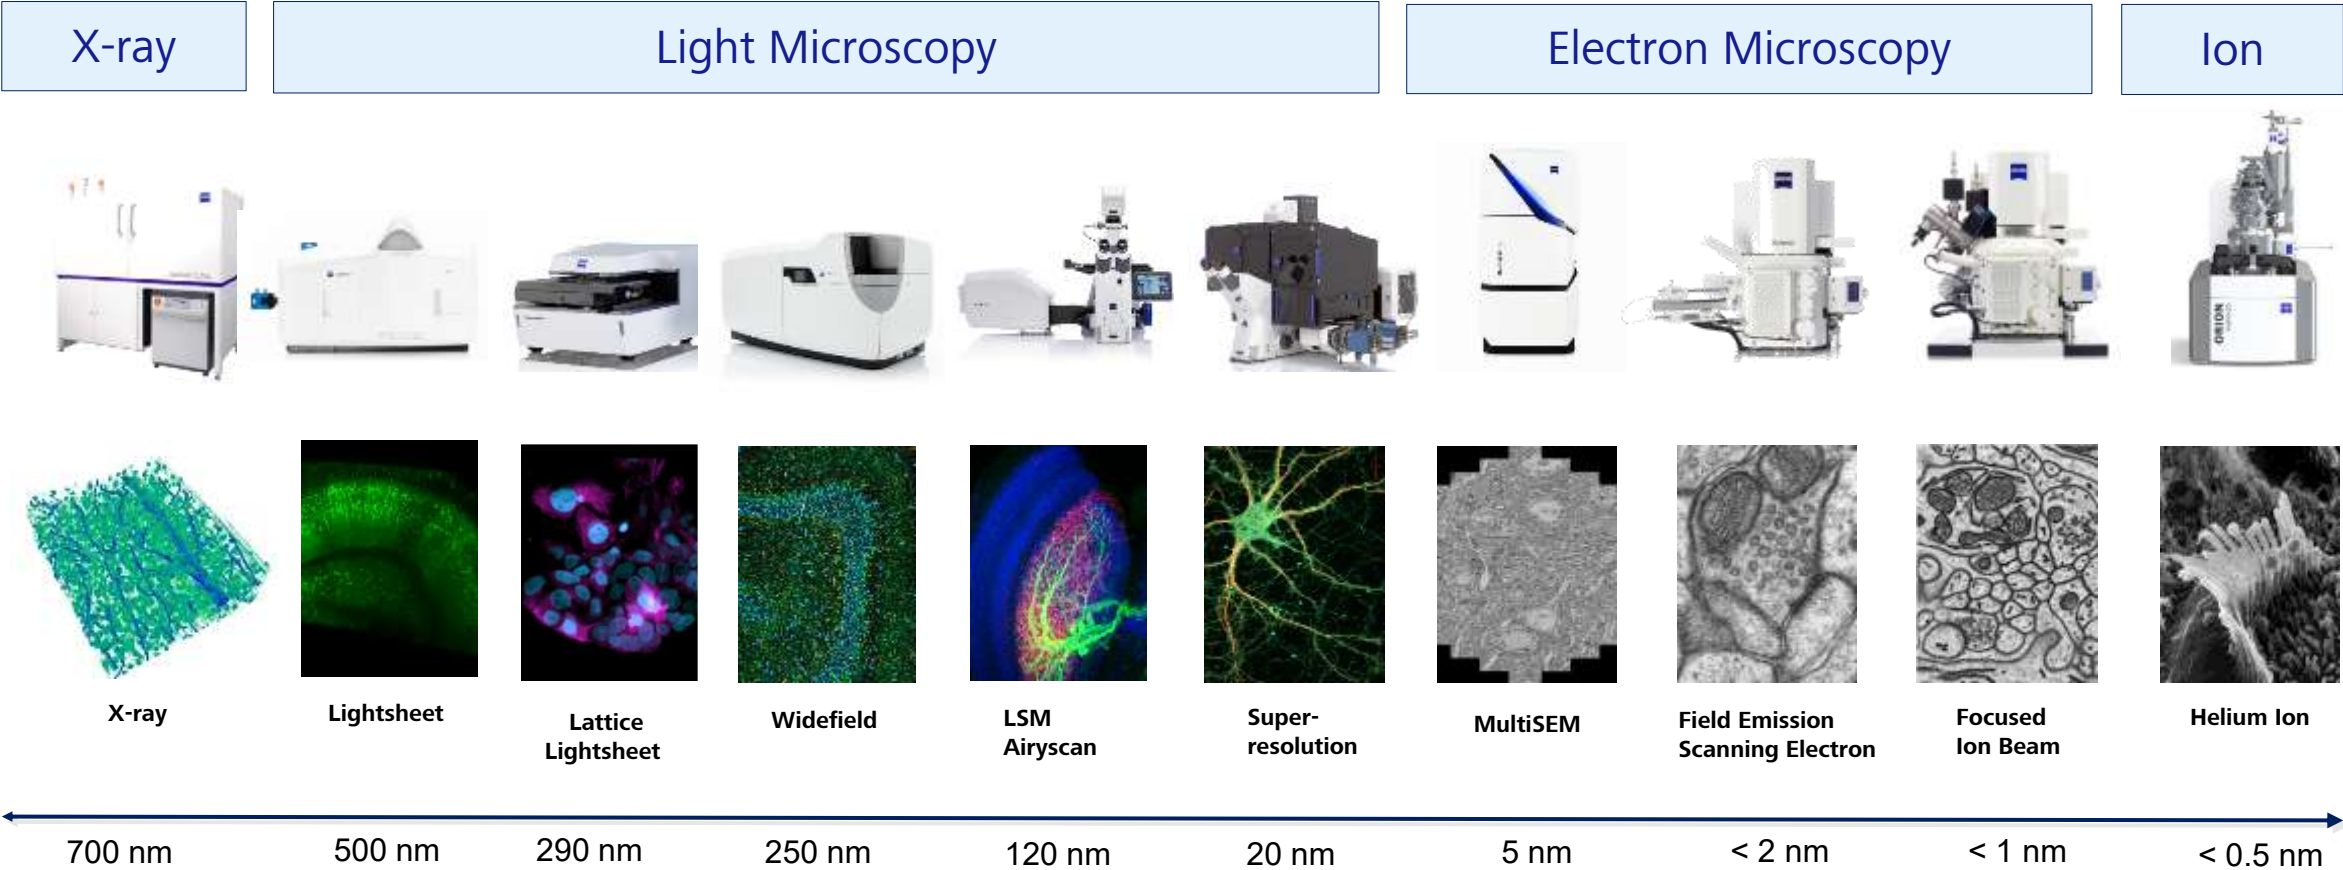 X-ray
Light Microscopy
Electron Microscopy
Ion
ORION
X-ray
Lightsheet
Lattice
Lightsheet
Widefield
LSM
Airyscan
Super-
resolution
MultiSEM
Field Emission
Scanning Electron
Focused
Ion Beam
Helium Ion
700 nm
500 nm
290 nm
250 nm
120 nm
20 nm
5 nm
< 2 nm
< 1 nm
< 0.5 nm